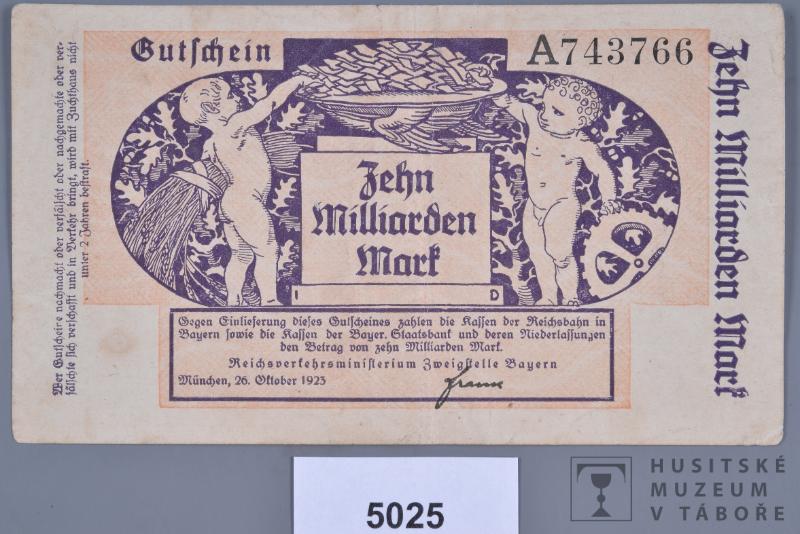 Gutschein
A743766
Zehn
Milliarden
Mark
I D
Gegen Einlieferung dieses Gutscheines zahlen die Kassen der Reichsbahn in
Bayern sowie die Kassen der Bayer. Staatsbank und deren Niederlassungen
den Betrag von zehn Milliarden Mark.
Reichsverkehrsministerium Zweigstelle Bayern
München, 26. Oktober 1923
Wer Gutscheine nachmacht oder verfälscht oder nachgemachte oder ver-
fälschte sich verschafft und in Verkehr bringt, wird mit Zuchthaus nicht
unter 2 Jahren bestraft.
Zehn Milliarden Mark
5025
HUSITSKÉ
MUZEUM
V TÁBOŘE